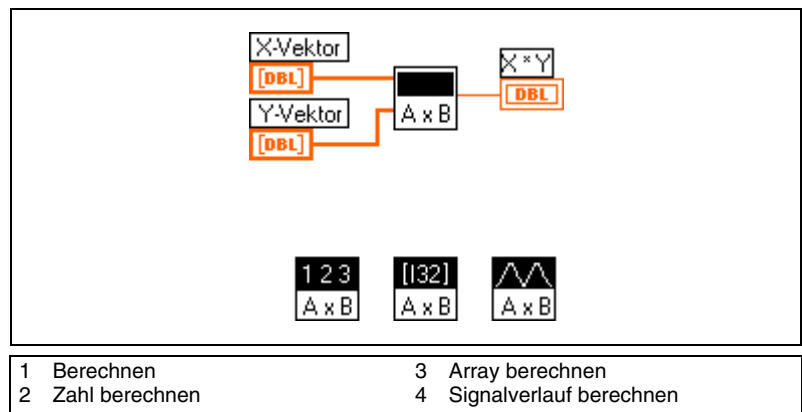 X-Vektor
[DBL]
Y-Vektor
[DBL]
A x B
X * Y
DBL
1 2 3
A x B
[I32]
A x B
A x B
1 Berechnen
2 Zahl berechnen
3 Array berechnen
4 Signalverlauf berechnen